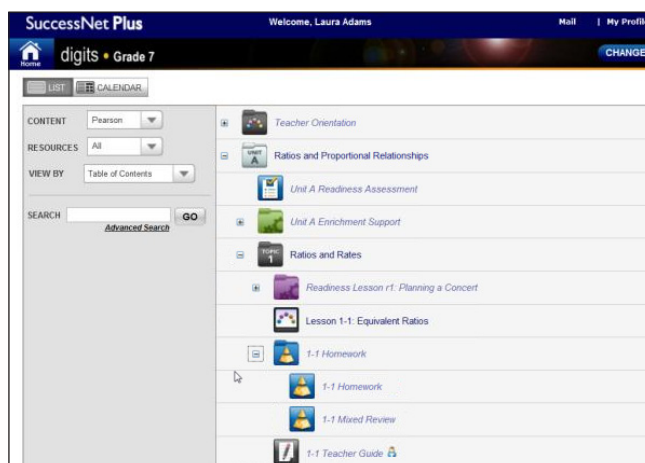 SuccessNet Plus Welcome, Laura Adams Mail | My Profile
Home digits • Grade 7 CHANGE
LIST CALENDAR
CONTENT Pearson
RESOURCES All
VIEW BY Table of Contents
SEARCH GO
Advanced Search
Teacher Orientation
UNIT A Ratios and Proportional Relationships
Unit A Readiness Assessment
Unit A Enrichment Support
TOPIC 1 Ratios and Rates
Readiness Lesson r1: Planning a Concert
Lesson 1-1: Equivalent Ratios
1-1 Homework
1-1 Homework
1-1 Mixed Review
1-1 Teacher Guide